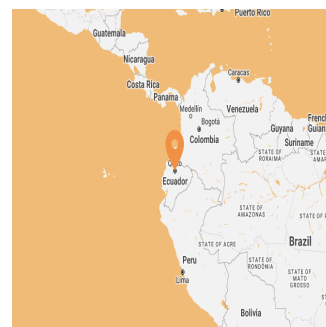 Puerto Rico
Guatemala
Nicaragua
Costa Rica
Panama
Caracas
Medellín
Venezuela
Bogotá
Guyana
Colombia
Suriname
STATE OF
RORAIMA
Ecuador
STATE OF
AMAZONAS
STATE OF ACRE
Brazil
Peru
STATE OF
RONDÔNIA
Lima
STATE OF
MATO
GROSSO
Bolivia